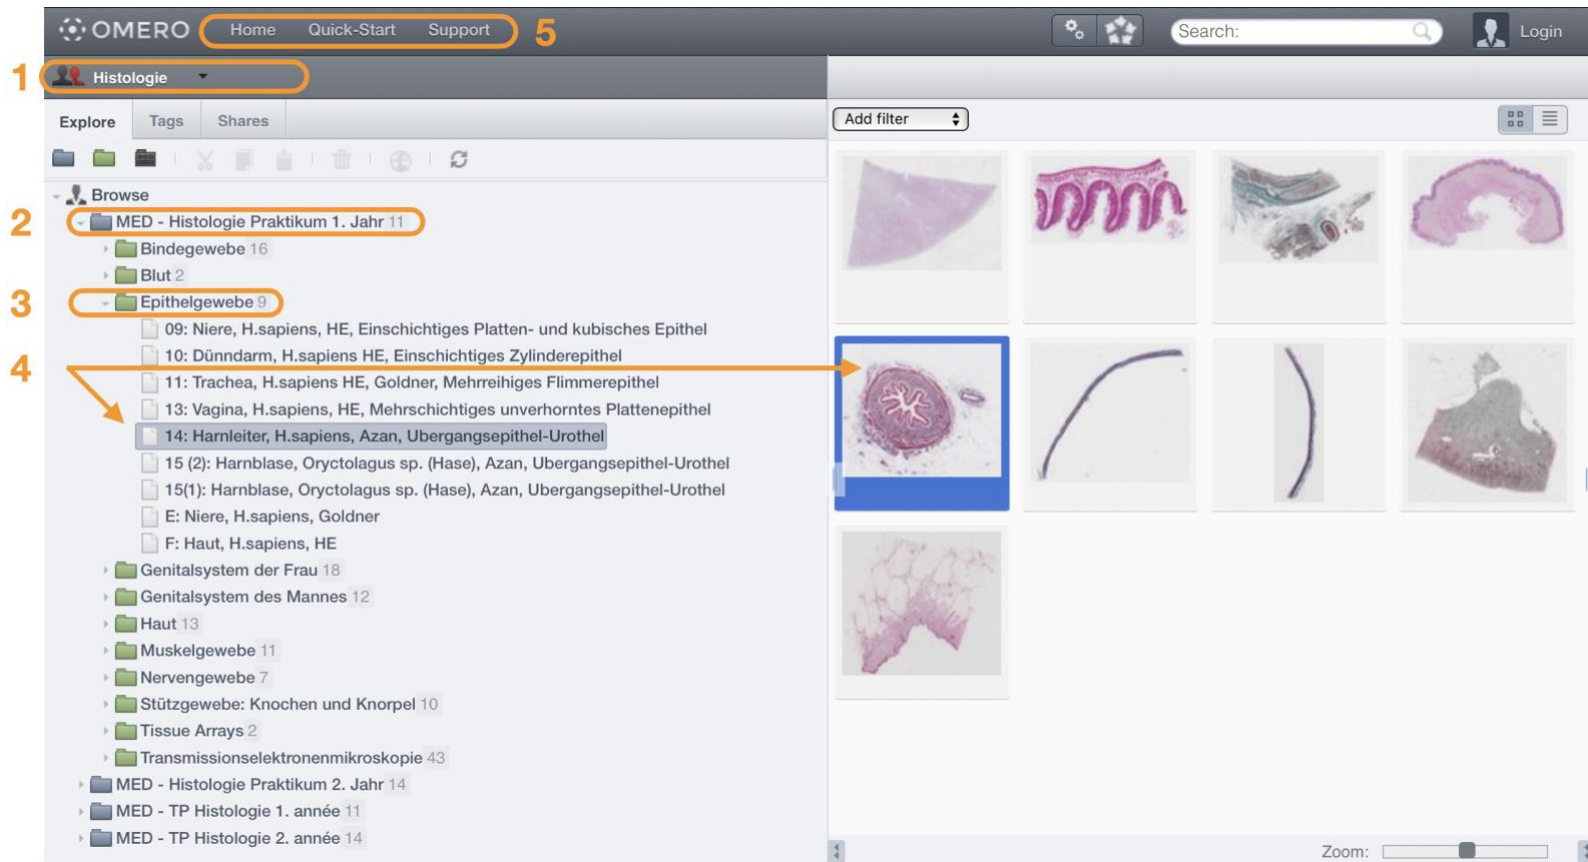 OMERO Home Quick-Start Support 5 Search: Login
1 Histologie
Explore Tags Shares
Add filter
Browse
2 MED - Histologie Praktikum 1. Jahr 11
Bindegewebe 16
Blut 2
3 Epithelgewebe 9
09: Niere, H.sapiens, HE, Einschichtiges Platten- und kubisches Epithel
10: Dünndarm, H.sapiens HE, Einschichtiges Zylinderepithel
4
11: Trachea, H.sapiens HE, Goldner, Mehrreihiges Flimmerepithel
13: Vagina, H.sapiens, HE, Mehrschichtiges unverhorntes Plattenepithel
14: Harnleiter, H.sapiens, Azan, Ubergangsepithel-Urothel
15 (2): Harnblase, Oryctolagus sp. (Hase), Azan, Ubergangsepithel-Urothel
15(1): Harnblase, Oryctolagus sp. (Hase), Azan, Ubergangsepithel-Urothel
E: Niere, H.sapiens, Goldner
F: Haut, H.sapiens, HE
Genitalsystem der Frau 18
Genitalsystem des Mannes 12
Haut 13
Muskelgewebe 11
Nervengewebe 7
Stützgewebe: Knochen und Knorpel 10
Tissue Arrays 2
Transmissionselektronenmikroskopie 43
MED - Histologie Praktikum 2. Jahr 14
MED - TP Histologie 1. année 11
MED - TP Histologie 2. année 14
Zoom: